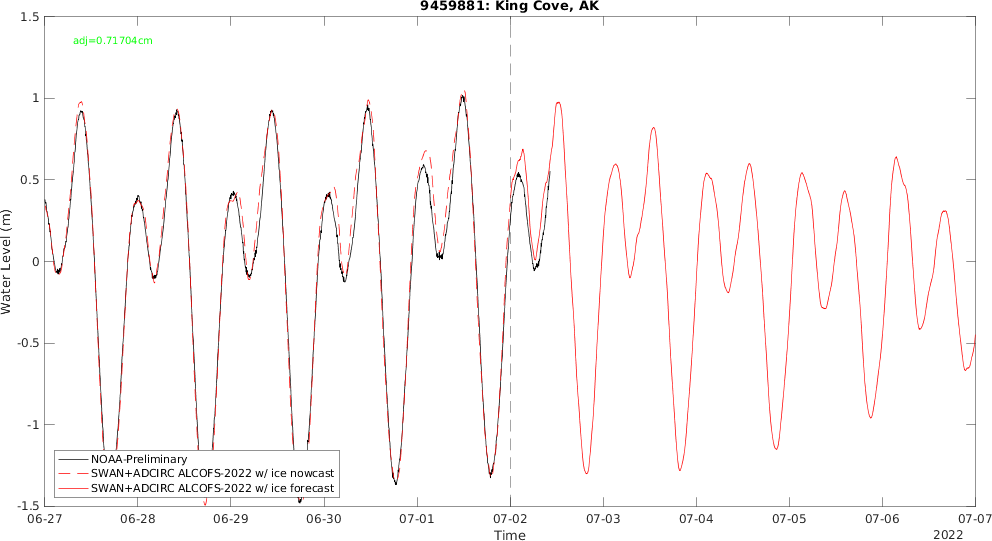 9459881: King Cove, AK
adj=0.71704cm
Water Level (m)
1.5
1
0.5
0
-0.5
-1
-1.5
NOAA-Preliminary
SWAN+ADCIRC ALCOFS-2022 w/ ice nowcast
SWAN+ADCIRC ALCOFS-2022 w/ ice forecast
06-27 06-28 06-29 06-30 07-01 07-02 07-03 07-04 07-05 07-06 07-07
Time
2022